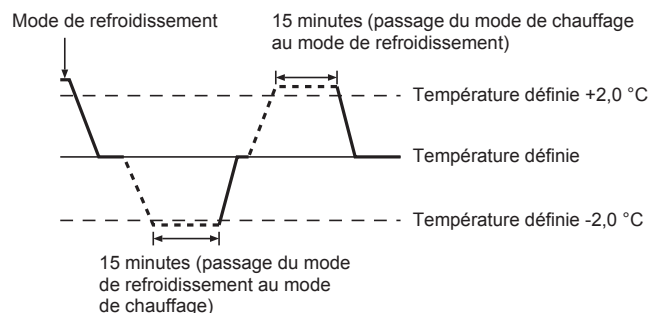 Mode de refroidissement
15 minutes (passage du mode de chauffage
au mode de refroidissement)
Température définie +2,0 °C
Température définie
Température définie -2,0 °C
15 minutes (passage du mode
de refroidissement au mode
de chauffage)